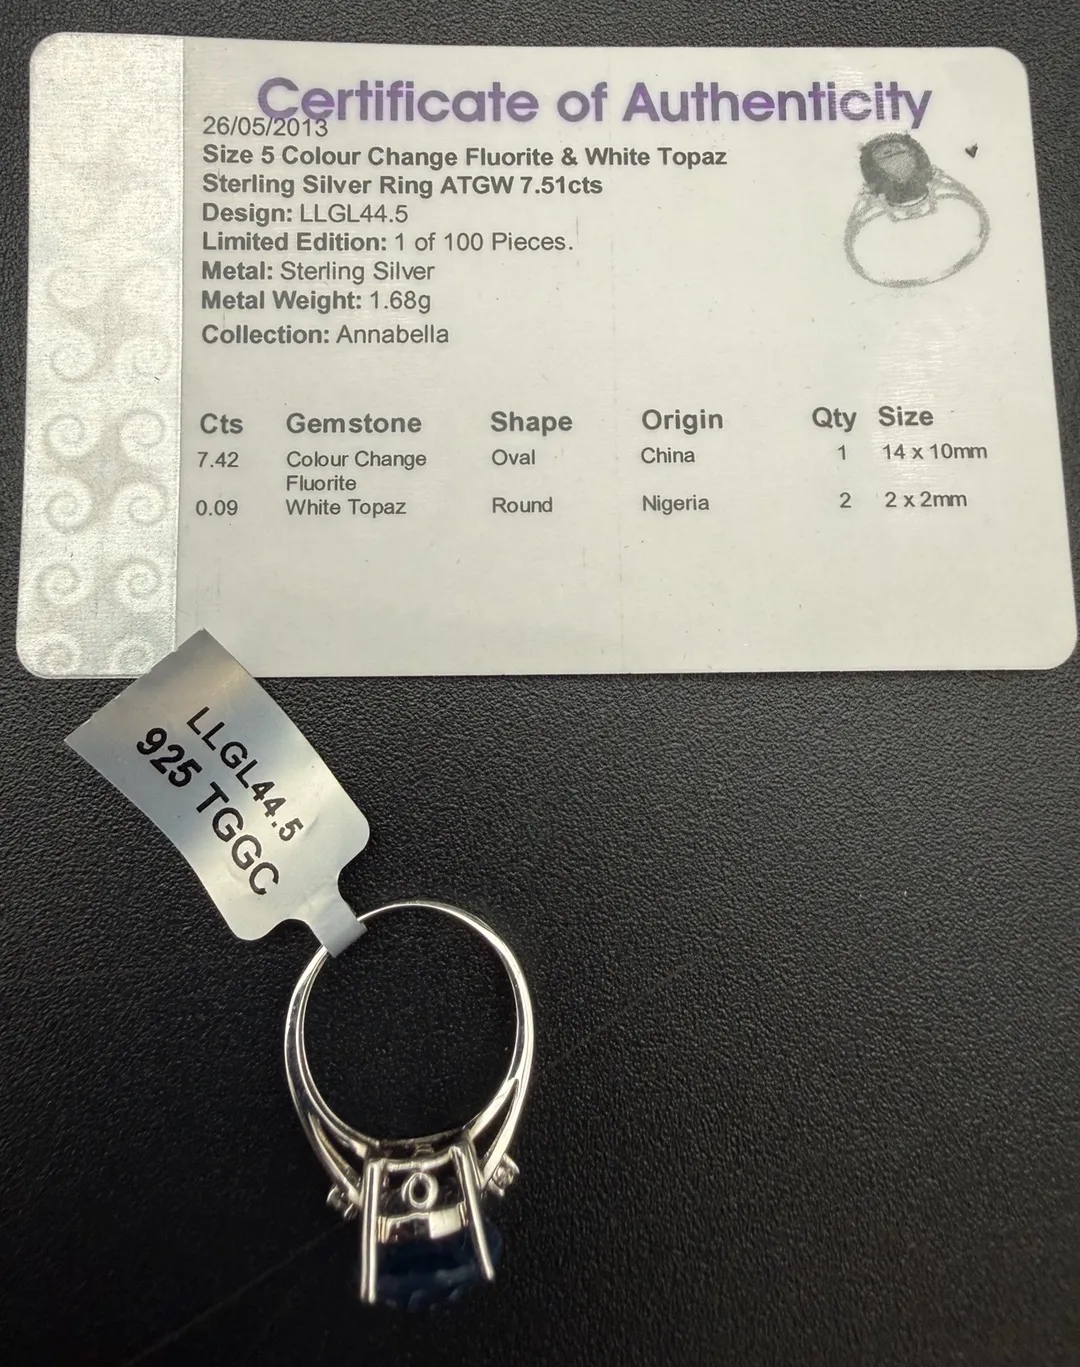 Certificate of Authenticity
26/05/2013
Size 5 Colour Change Fluorite & White Topaz
Sterling Silver Ring ATGW 7.51cts
Design: LLGL44.5
Limited Edition: 1 of 100 Pieces.
Metal: Sterling Silver
Metal Weight: 1.68g
Collection: Annabella
Cts Gemstone Shape Origin Qty Size
7.42 Colour Change Oval China 1 14 x 10mm
Fluorite
0.09 White Topaz Round Nigeria 2 2 x 2mm
LLGL44.5
925 TGGC